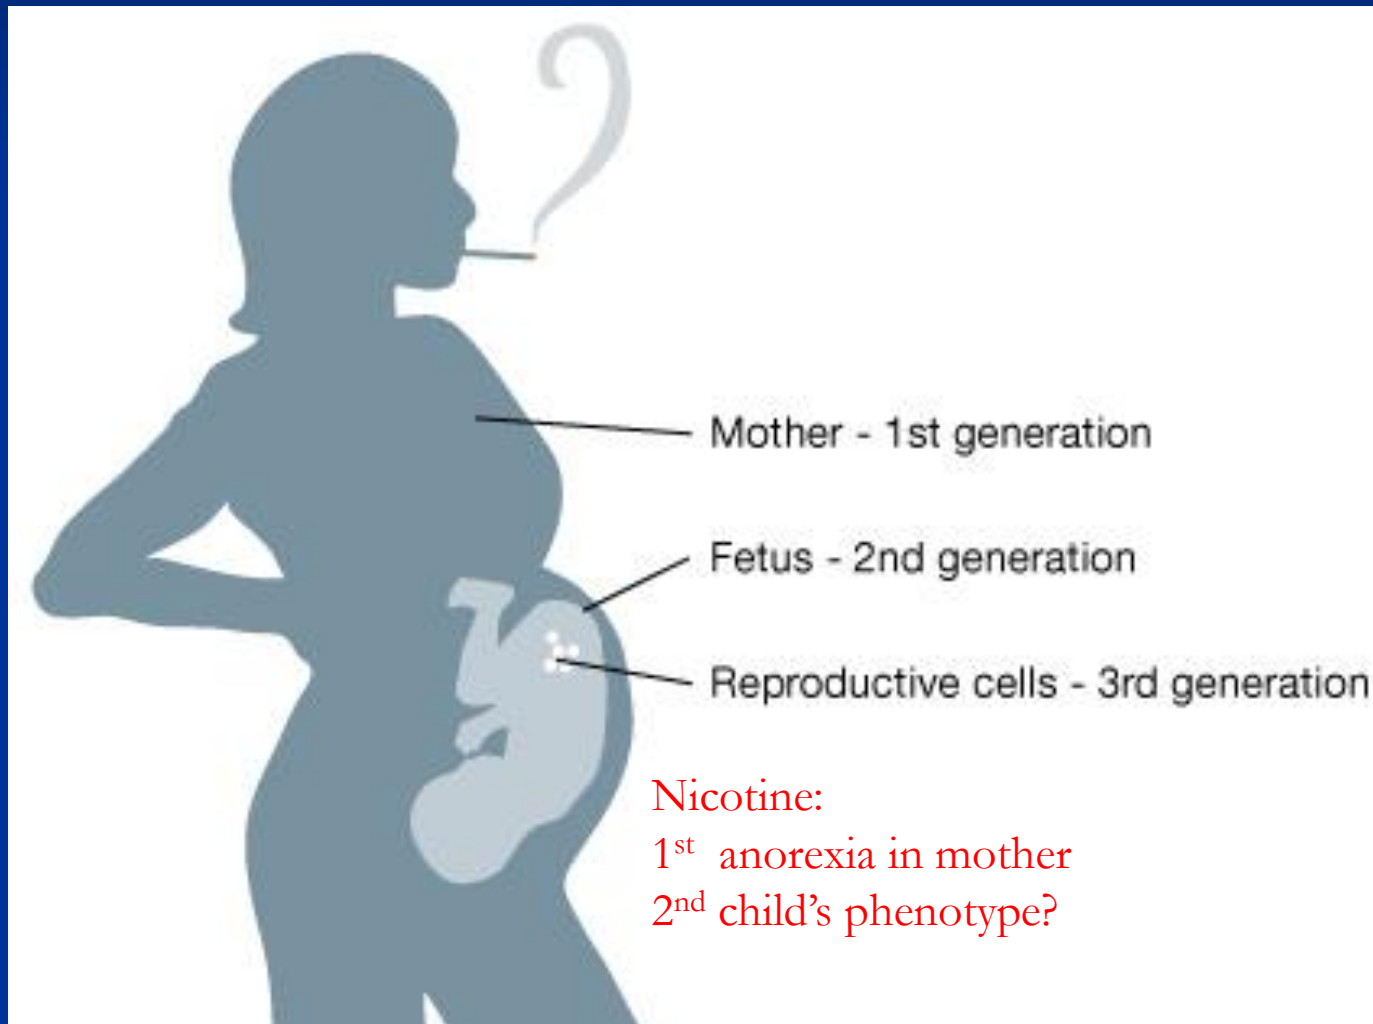 Mother - 1st generation
Fetus - 2nd generation
Reproductive cells - 3rd generation
Nicotine:
1st anorexia in mother
2nd child’s phenotype?